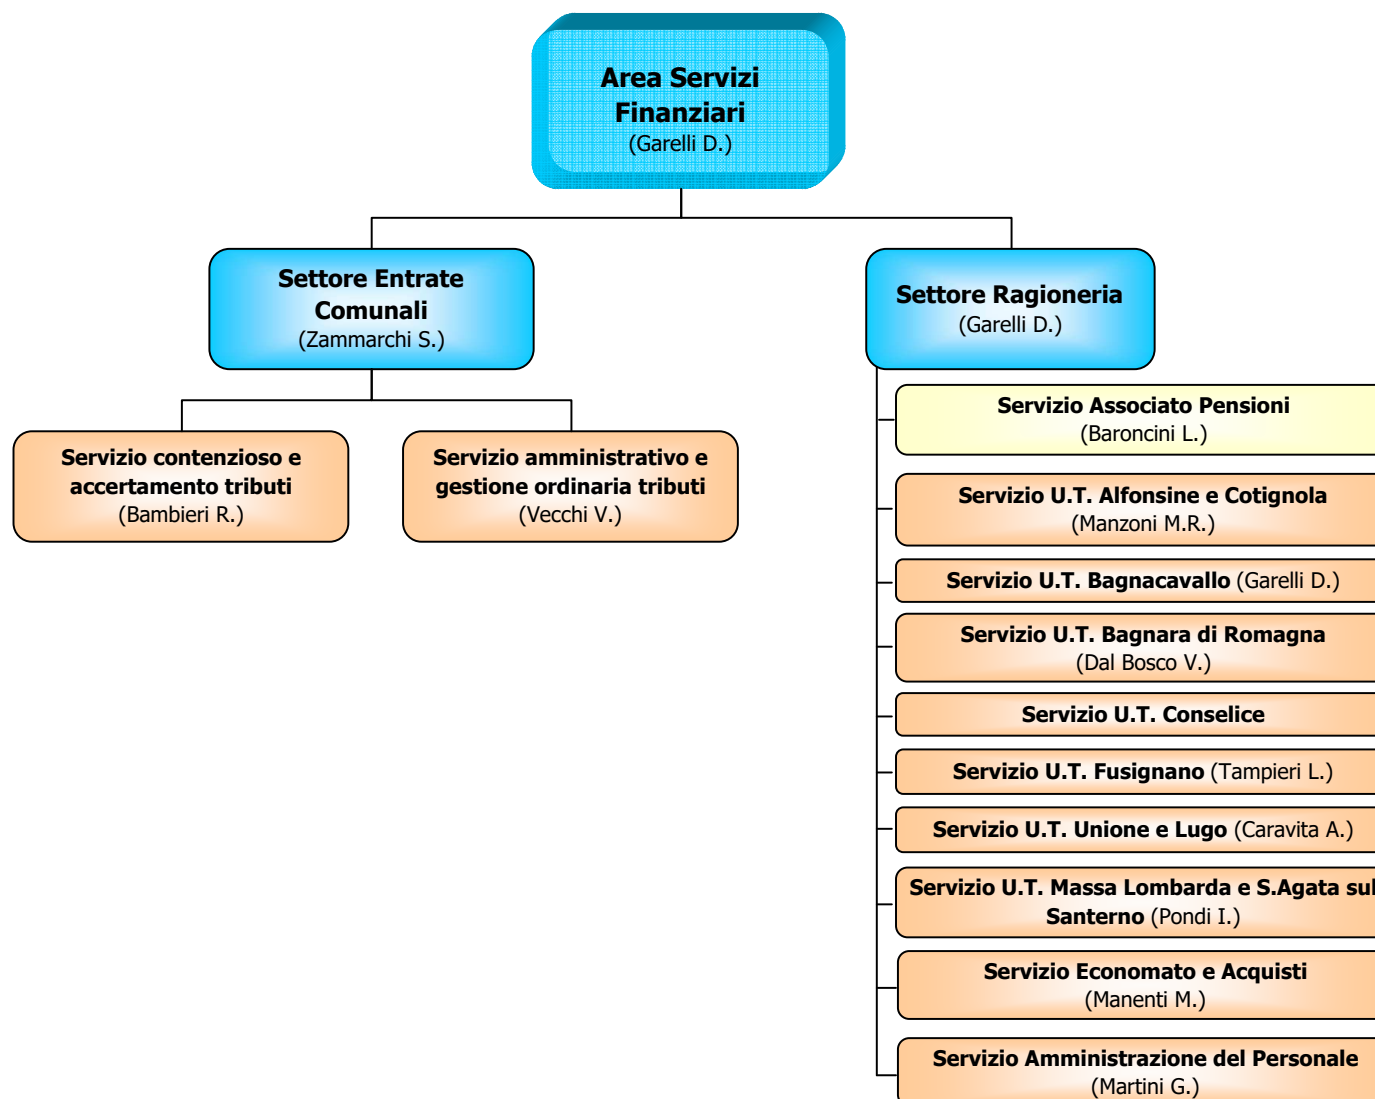 Area Servizi
Finanziari
(Garelli D.)
Settore Entrate
Comunali
(Zammarchi S.)
Settore Ragioneria
(Garelli D.)
Servizio contenzioso e
accertamento tributi
(Bambieri R.)
Servizio amministrativo e
gestione ordinaria tributi
(Vecchi V.)
Servizio Associato Pensioni
(Baroncini L.)
Servizio U.T. Alfonsine e Cotignola
(Manzoni M.R.)
Servizio U.T. Bagnacavallo (Garelli D.)
Servizio U.T. Bagnara di Romagna
(Dal Bosco V.)
Servizio U.T. Conselice
Servizio U.T. Fusignano (Tampieri L.)
Servizio U.T. Unione e Lugo (Caravita A.)
Servizio U.T. Massa Lombarda e S.Agata sul
Santerno (Pondi I.)
Servizio Economato e Acquisti
(Manenti M.)
Servizio Amministrazione del Personale
(Martini G.)